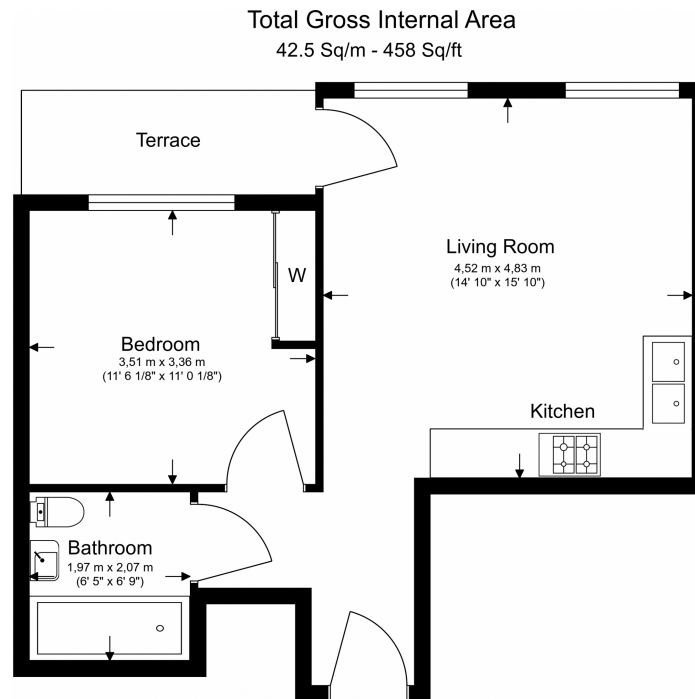 Total Gross Internal Area
42.5 Sq/m - 458 Sq/ft
Terrace
Living Room
4,52 m x 4,83 m
(14' 10" x 15' 10")
W
Bedroom
3,51 m x 3,36 m
(11' 6 1/8" x 11' 0 1/8")
Kitchen
Bathroom
1,97 m x 2,07 m
(6' 5" x 6' 9")